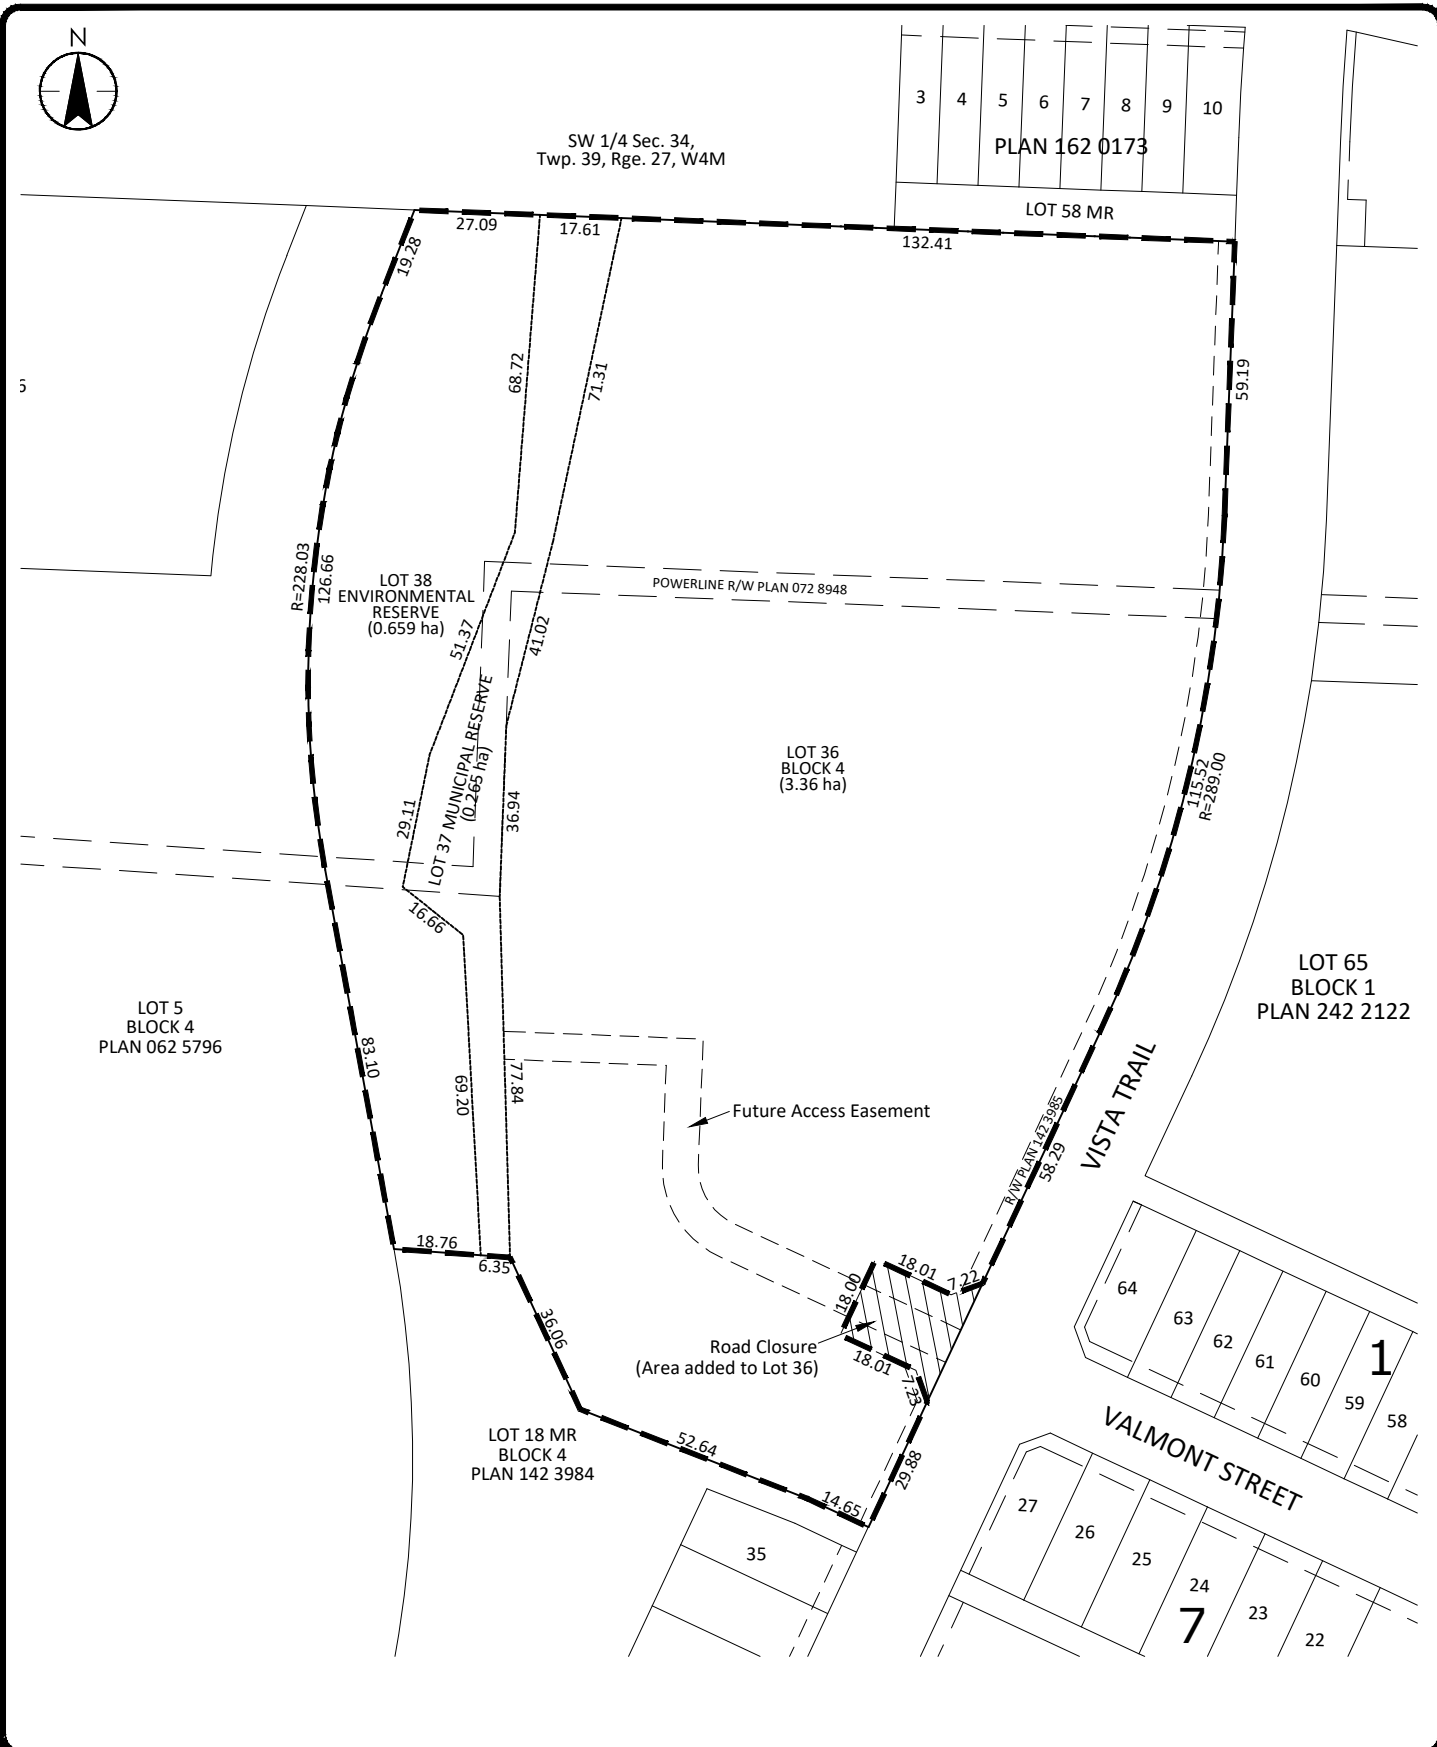 N
SW 1/4 Sec. 34,
Twp. 39, Rge. 27, W4M
3 4 5 6 7 8 9 10
PLAN 162 0173
LOT 58 MR
27.09
17.61
132.41
19.28
68.72
71.31
59.19
R=228.03
126.66
LOT 38
ENVIRONMENTAL
RESERVE
(0.659 ha)
POWERLINE R/W PLAN 072 8948
51.37
41.02
LOT 37 MUNICIPAL RESERVE
(0.265 ha)
29.11
36.94
LOT 36
BLOCK 4
(3.36 ha)
115.52
R=289.00
16.66
LOT 5
BLOCK 4
PLAN 062 5796
LOT 65
BLOCK 1
PLAN 242 2122
83.10
69.20
77.84
Future Access Easement
R/W PLAN 142 3985
58.29
VISTA TRAIL
18.76
6.35
18.01
7.22
18.00
Road Closure
(Area added to Lot 36)
18.01
7.23
36.06
52.64
14.65
29.88
LOT 18 MR
BLOCK 4
PLAN 142 3984
35
64
63
62
61
60
59
58
1
VALMONT STREET
27
26
25
24
23
22
7